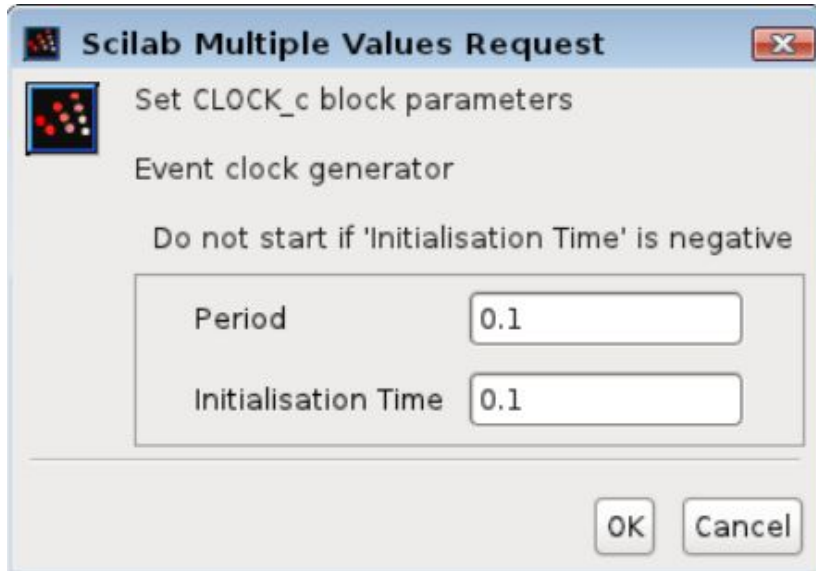 Scilab Multiple Values Request
Set CLOCK_c block parameters
Event clock generator
Do not start if 'Initialisation Time' is negative
Period 0.1
Initialisation Time 0.1
OK Cancel